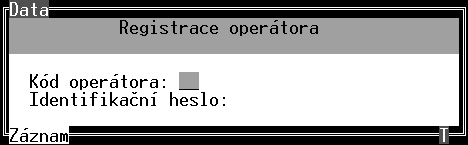 Data
Registrace operátora
Kód operátora:
Identifikační heslo:
Záznam T